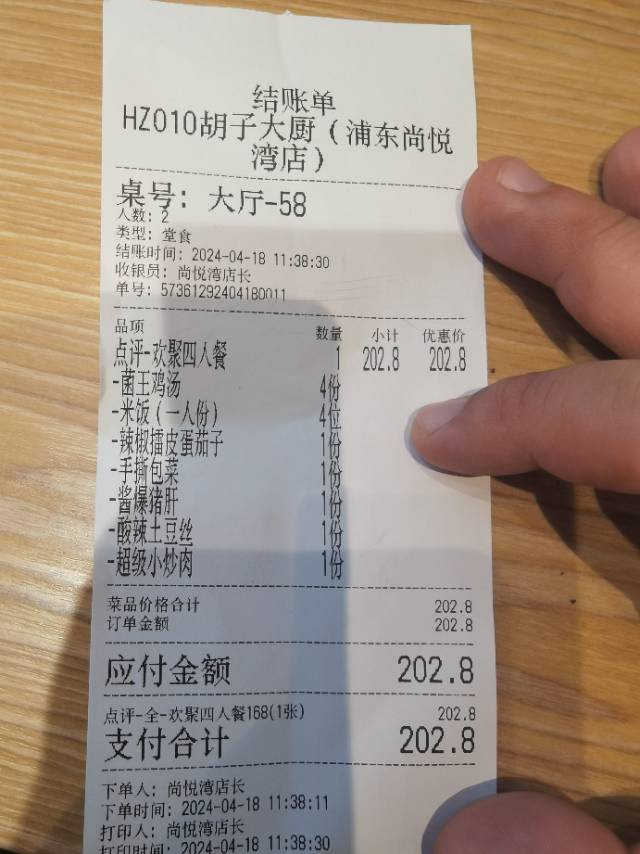 结账单
HZ010胡子大厨（浦东尚悦
湾店）
桌号: 大厅-58
人数: 2
类型: 堂食
结账时间: 2024-04-18 11:38:30
收银员: 尚悦湾店长
单号: 57361292404180011
品项 数量 小计 优惠价
点评-欢聚四人餐 1 202.8 202.8
-菌王鸡汤 4份
-米饭（一人份） 4位
-辣椒擂皮蛋茄子 1份
-手撕包菜 1份
-酱爆猪肝 1份
-酸辣土豆丝 1份
-超级小炒肉 1份
菜品价格合计 202.8
订单金额 202.8
应付金额 202.8
点评-全-欢聚四人餐168(1张) 202.8
支付合计 202.8
下单人: 尚悦湾店长
下单时间: 2024-04-18 11:38:11
打印人: 尚悦湾店长
打印时间: 2024-04-18 11:38:30